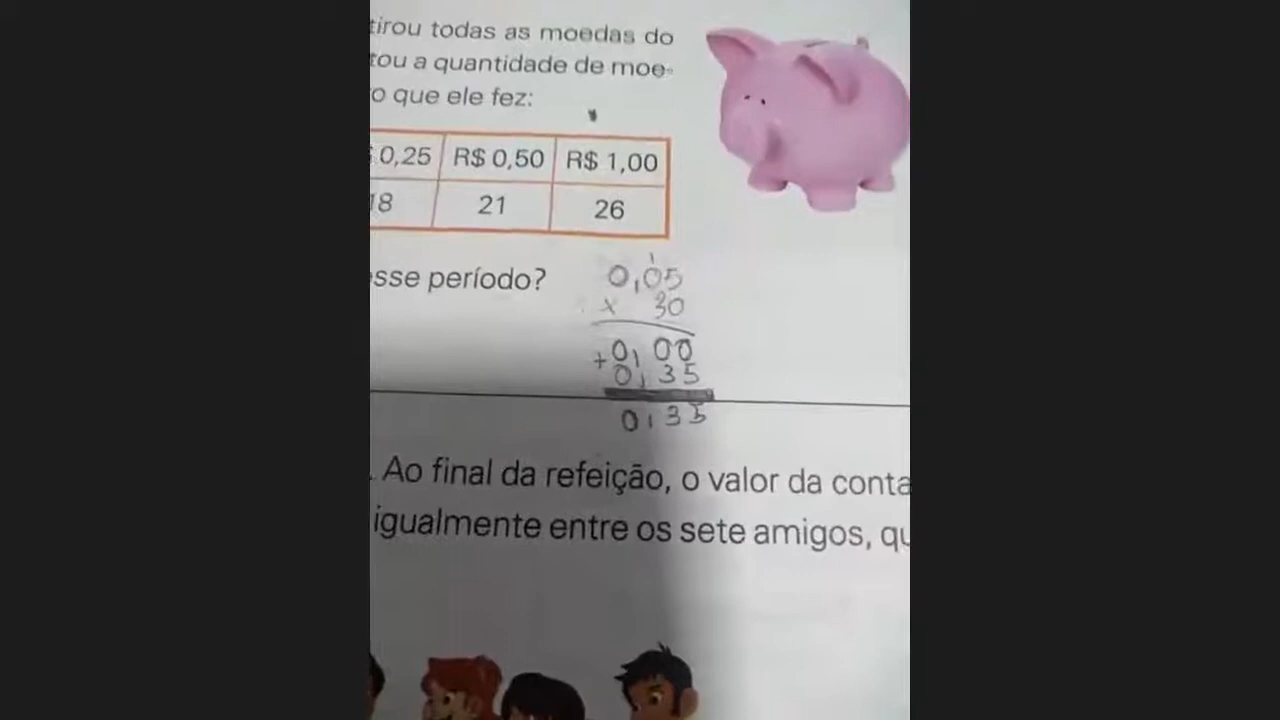 tirou todas as moedas do
tou a quantidade de moe-
o que ele fez:
0,25 R$ 0,50 R$ 1,00
18 21 26
esse período?
1
0,05
x 30
+0,00
0,35
0,35
Ao final da refeição, o valor da conta
igualmente entre os sete amigos, qu